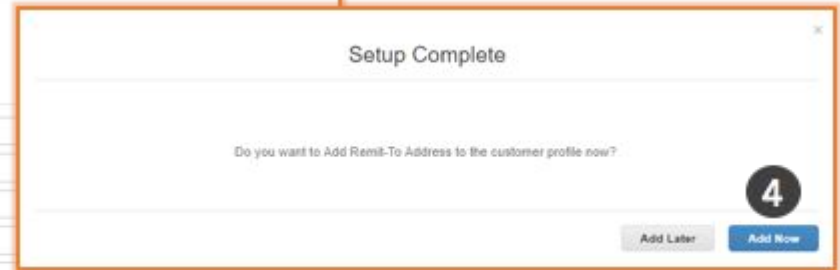 ×
Setup Complete
Do you want to Add Remit-To Address to the customer profile now?
4
Add Later Add Now